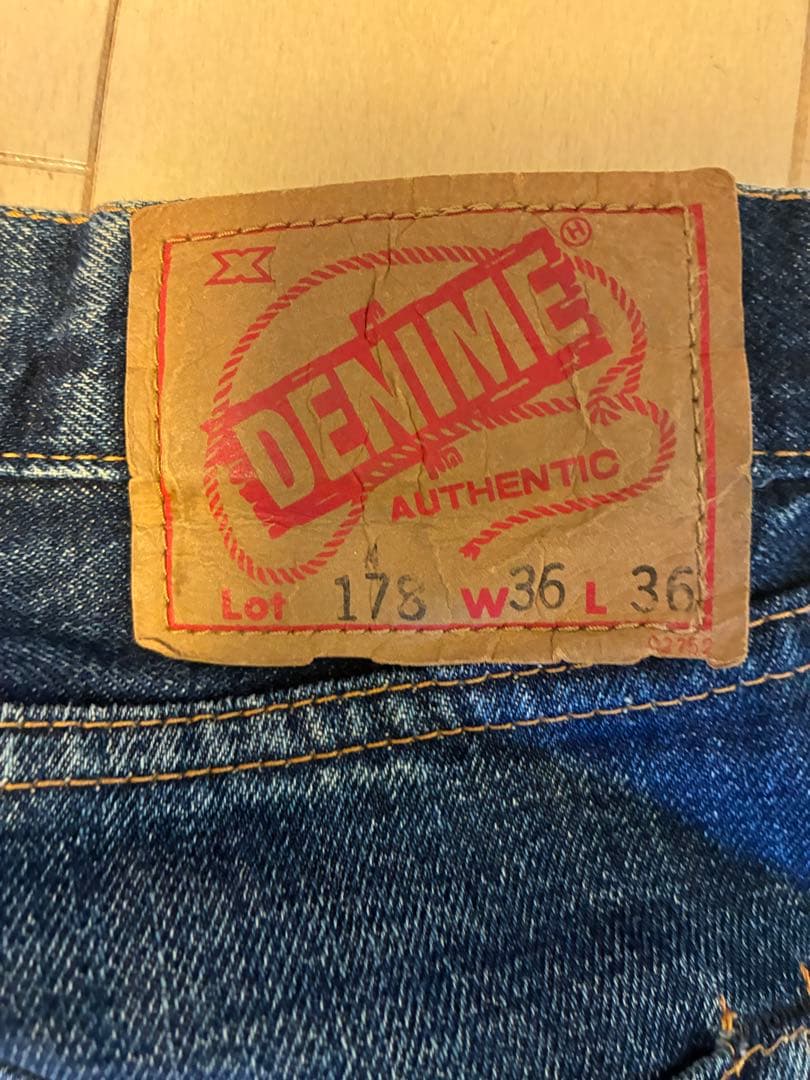 X
DENIME
Ⓗ
AUTHENTIC
Lot 178 W36 L 36